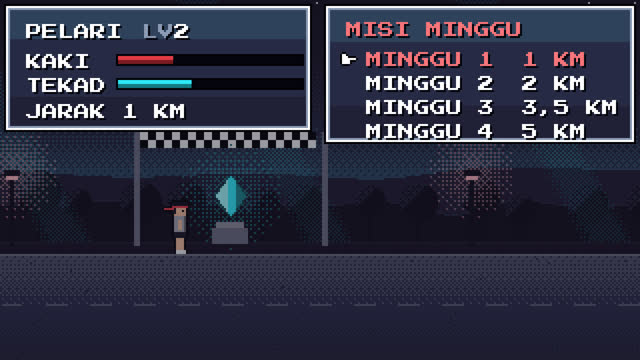 PELARI LV2
KAKI
TEKAD
JARAK 1 KM
MISI MINGGU
MINGGU 1 1 KM
MINGGU 2 2 KM
MINGGU 3 3,5 KM
MINGGU 4 5 KM